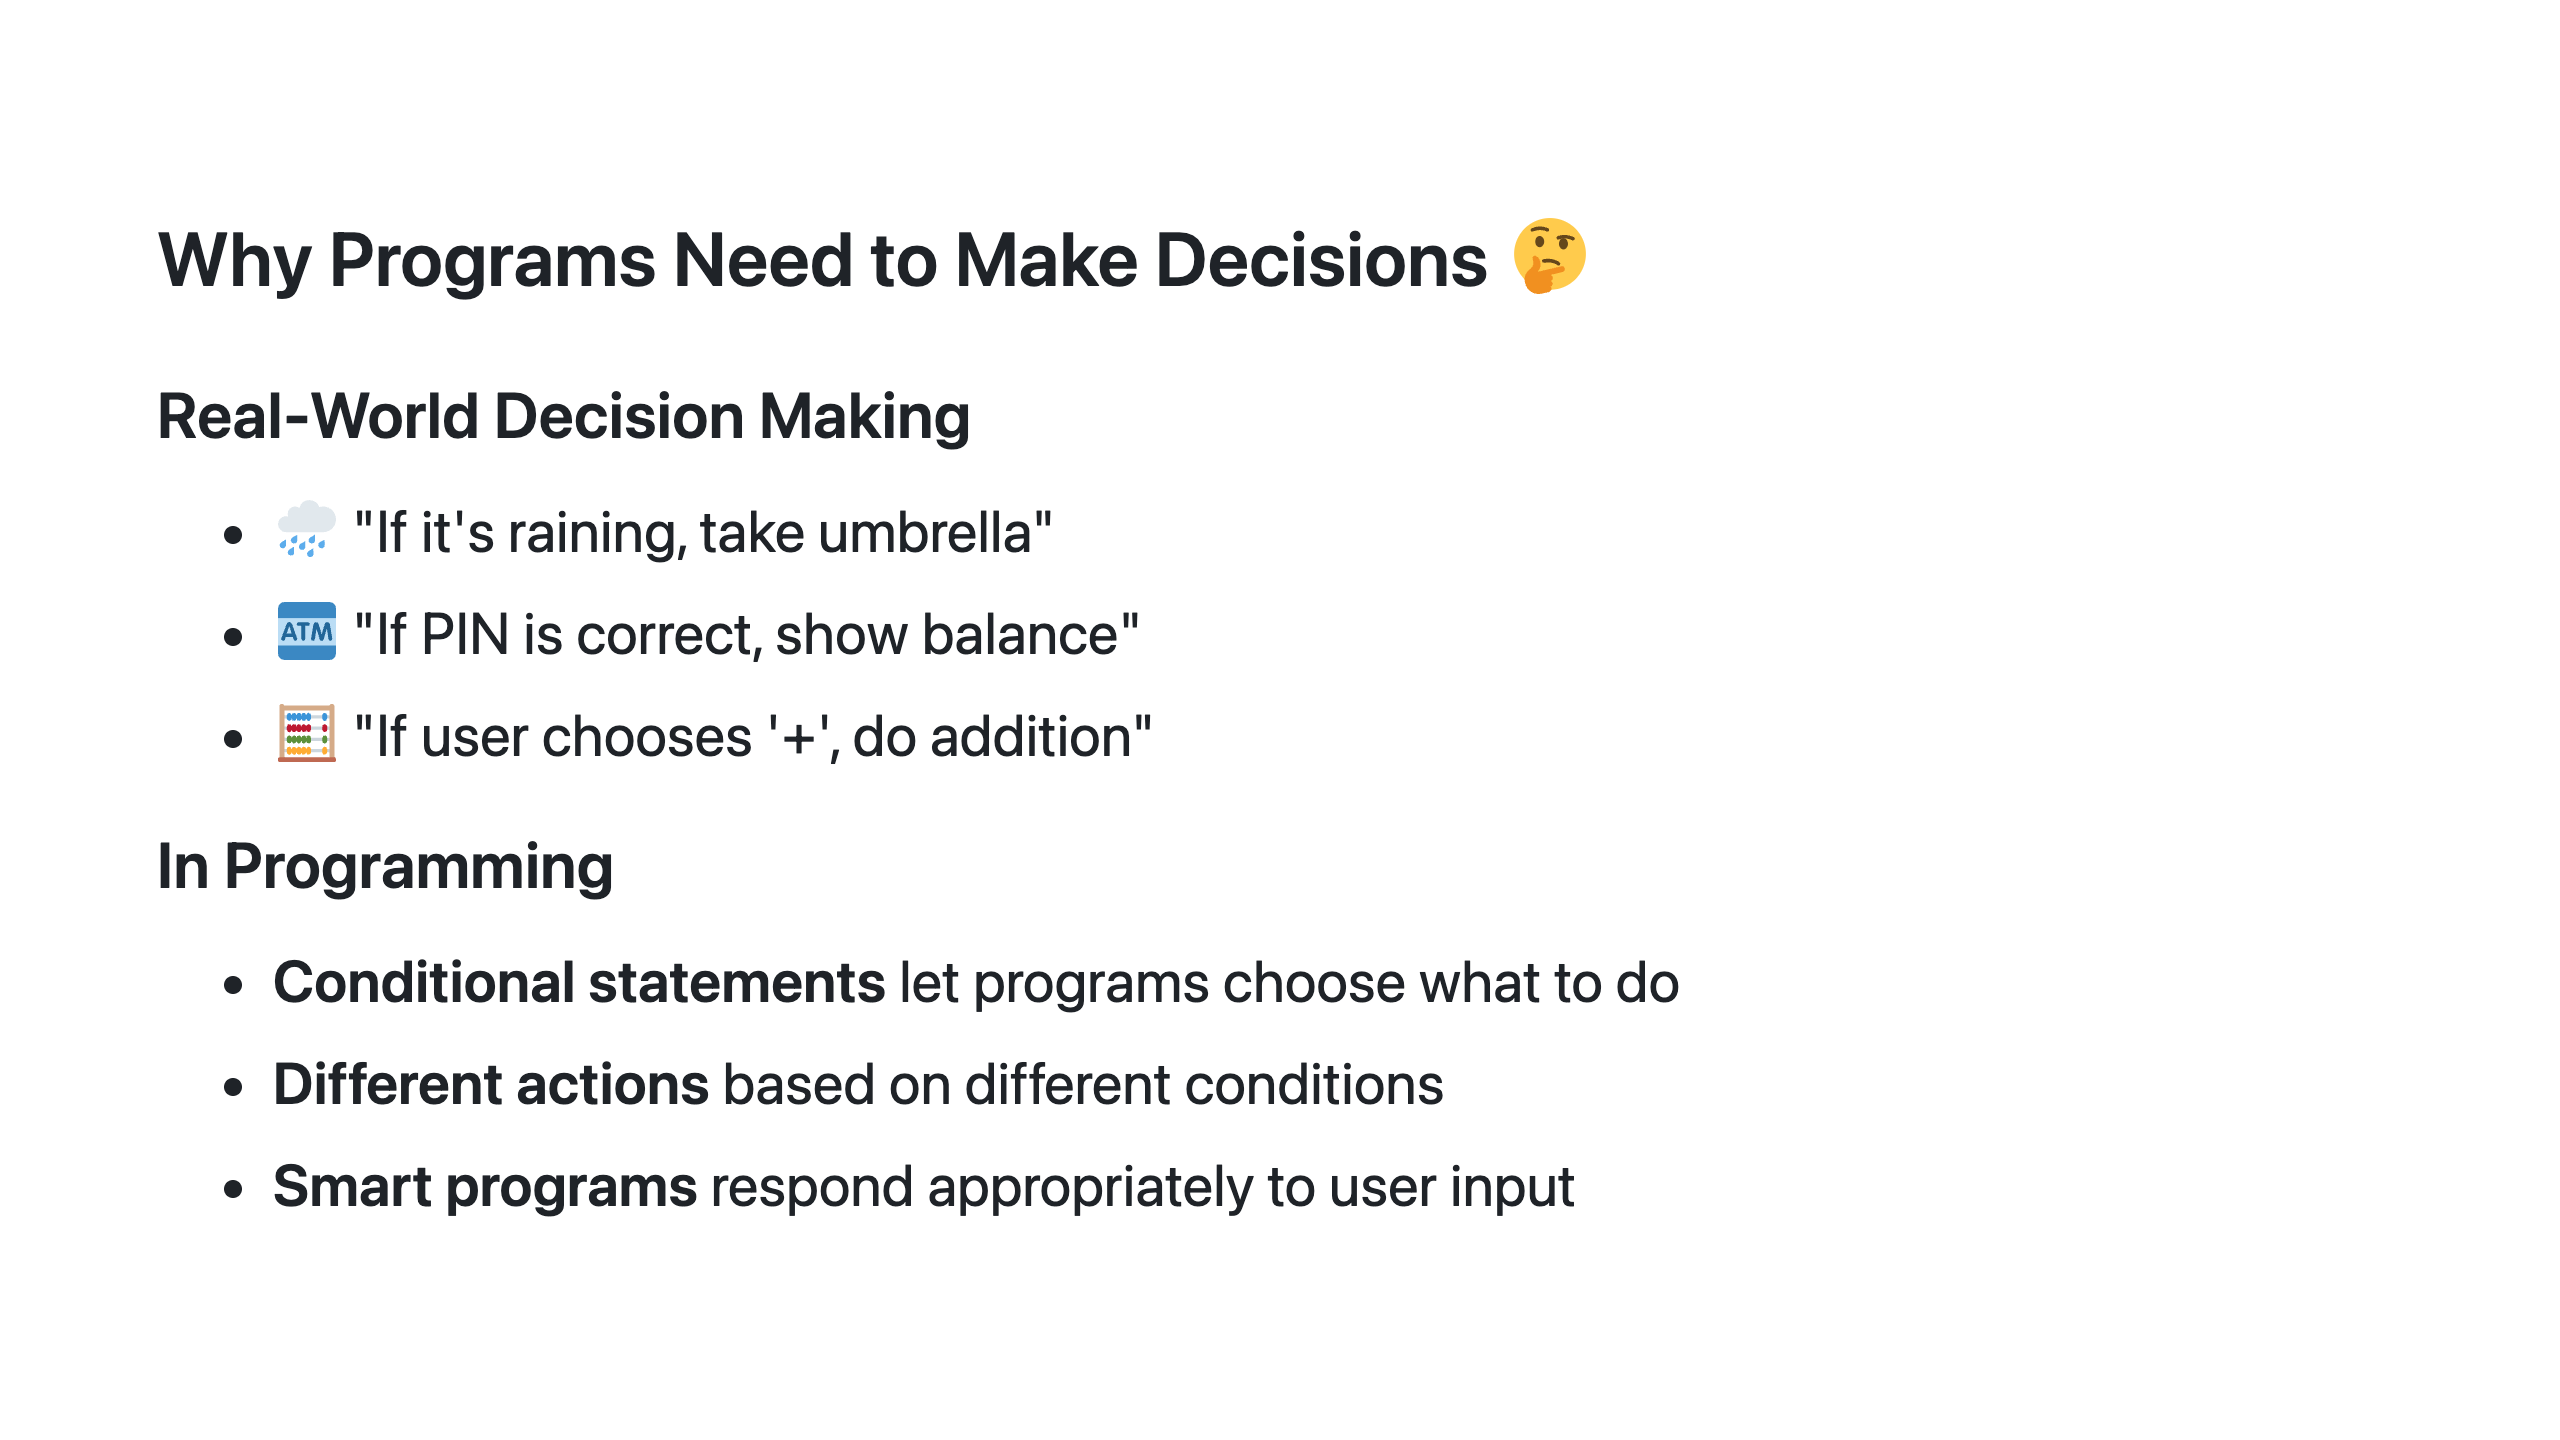 Why Programs Need to Make Decisions 🤔
Real-World Decision Making
• 🌧️ "If it's raining, take umbrella"
• 🏧 "If PIN is correct, show balance"
• 🧮 "If user chooses '+', do addition"
In Programming
• Conditional statements let programs choose what to do
• Different actions based on different conditions
• Smart programs respond appropriately to user input